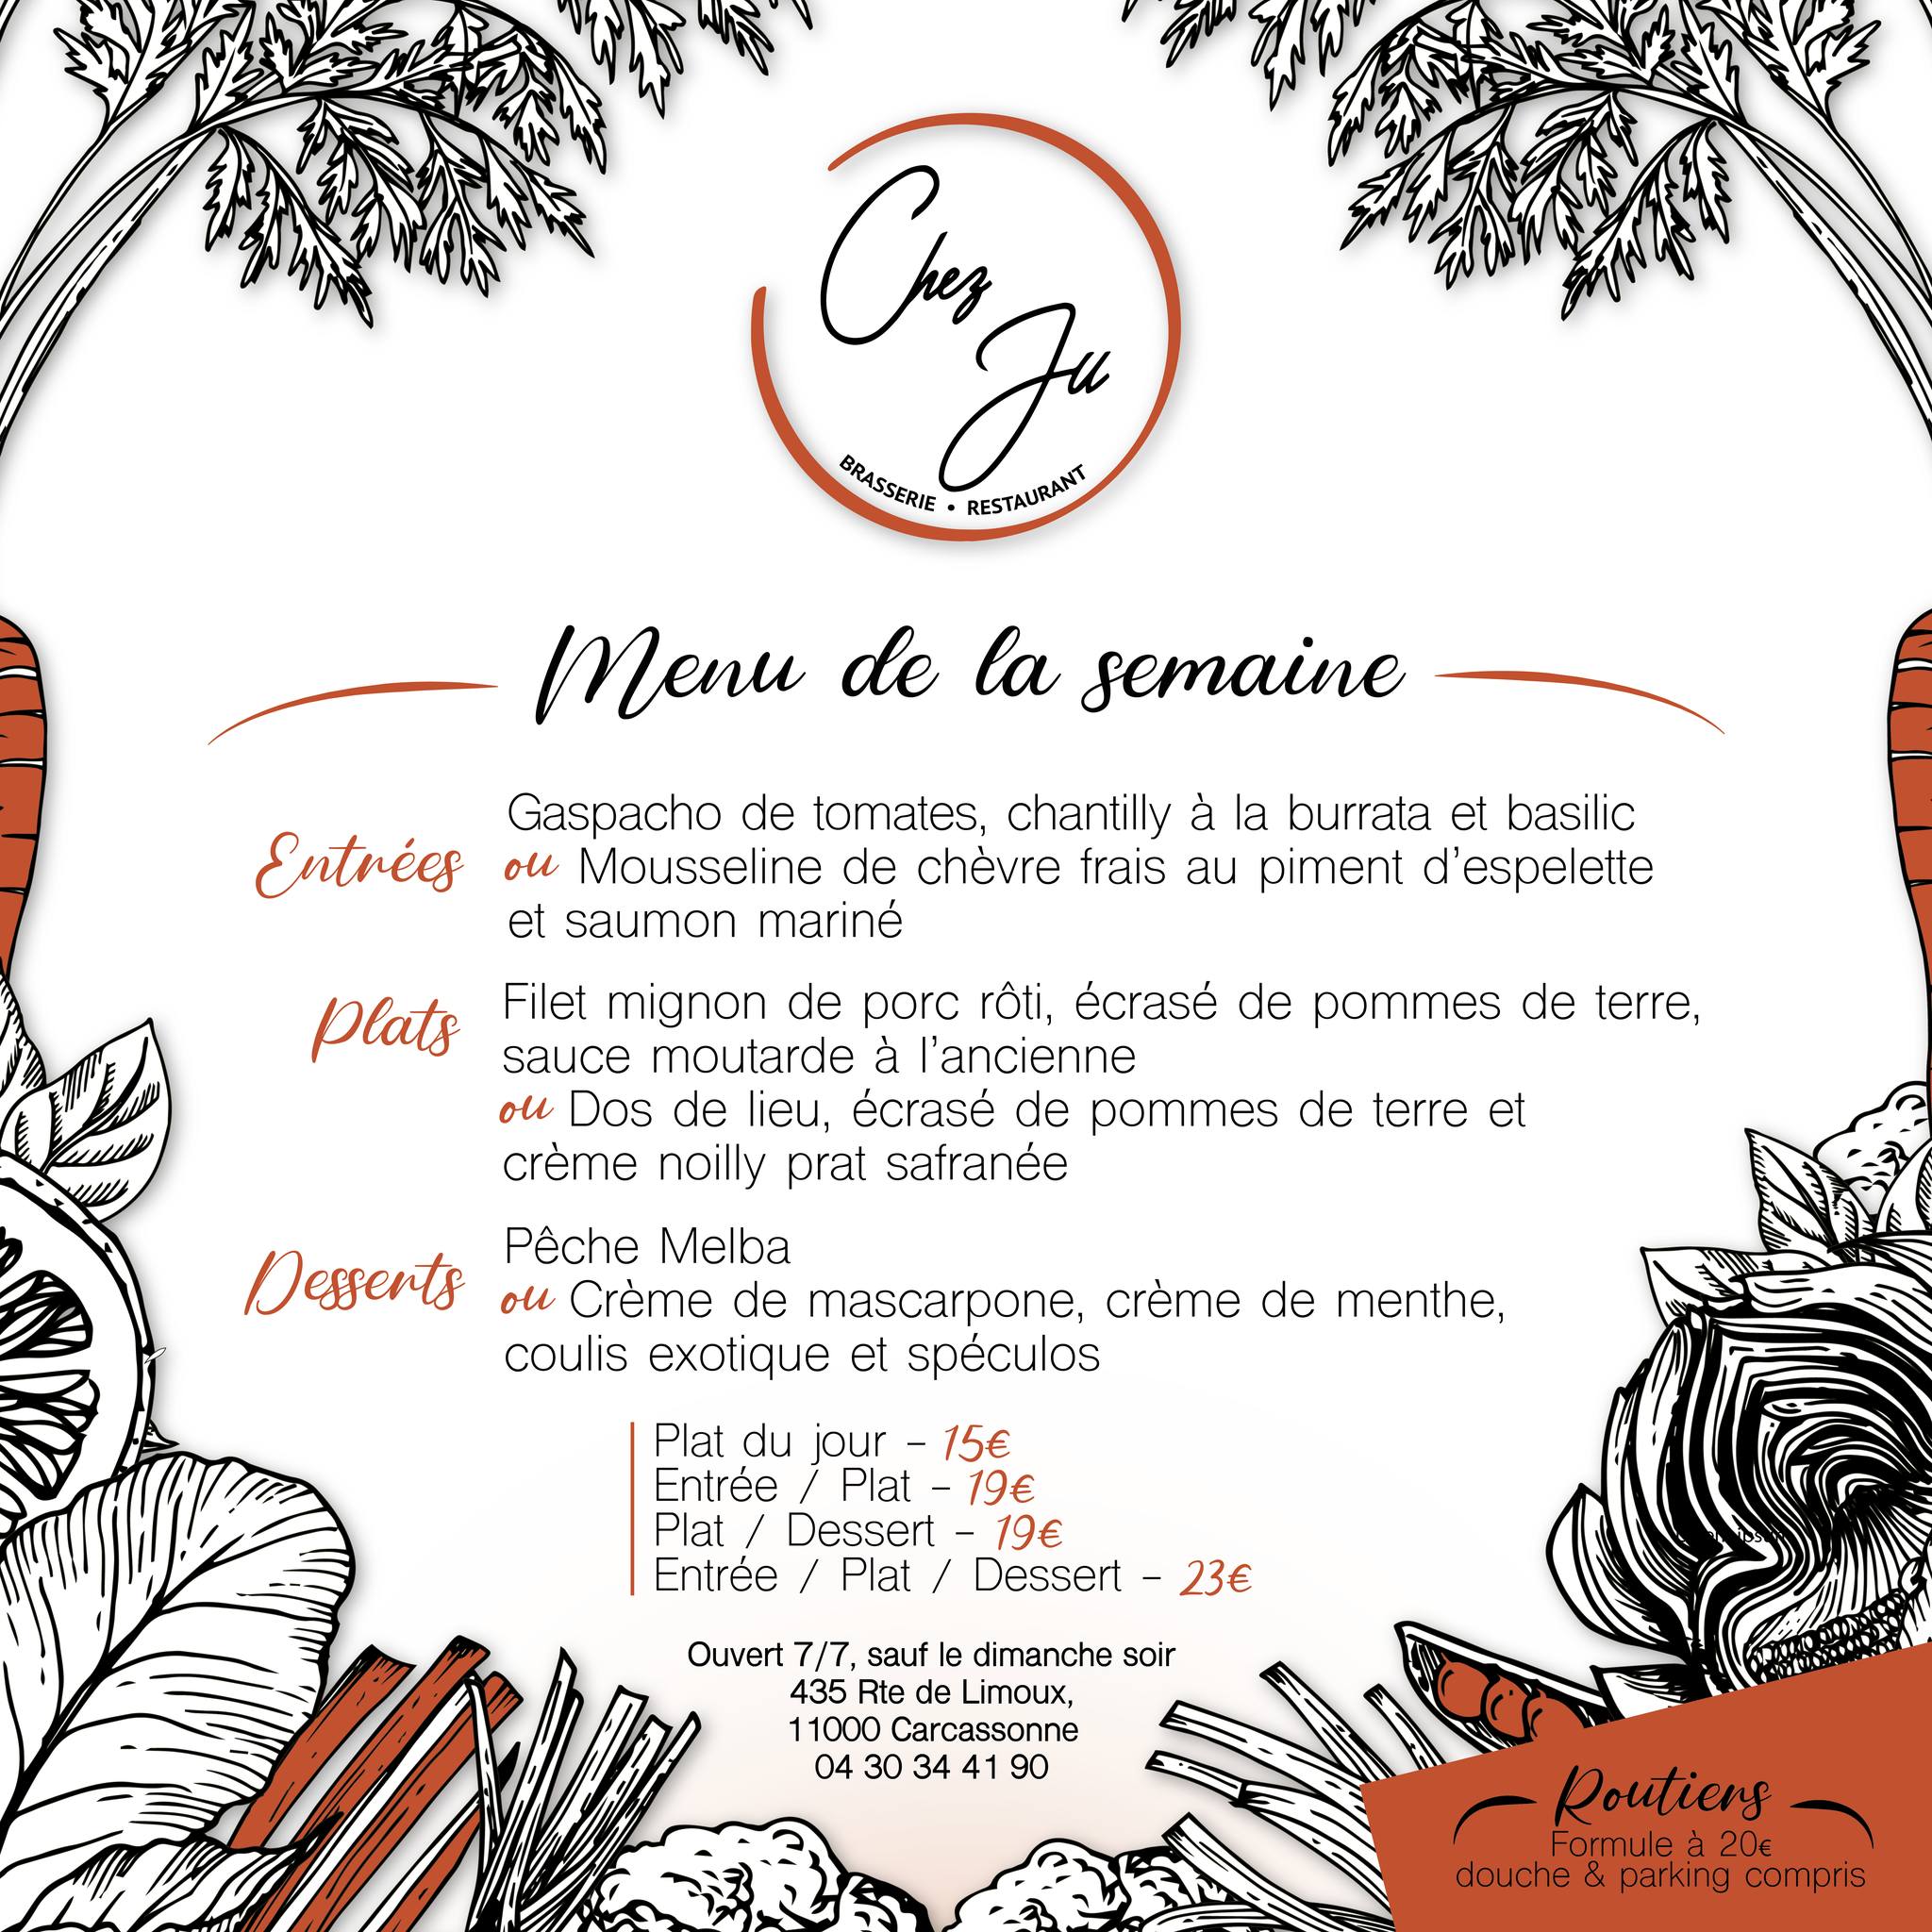 Chez
Ju
BRASSERIE • RESTAURANT
Menu de la semaine
Entrées
Gaspacho de tomates, chantilly à la burrata et basilic
ou Mousseline de chèvre frais au piment d'espelette
et saumon mariné
Plats
Filet mignon de porc rôti, écrasé de pommes de terre,
sauce moutarde à l'ancienne
ou Dos de lieu, écrasé de pommes de terre et
crème noilly prat safranée
Desserts
Pêche Melba
ou Crème de mascarpone, crème de menthe,
coulis exotique et spéculos
Plat du jour – 15€
Entrée / Plat – 19€
Plat / Dessert – 19€
Entrée / Plat / Dessert – 23€
Ouvert 7/7, sauf le dimanche soir
435 Rte de Limoux,
11000 Carcassonne
04 30 34 41 90
Routiers
Formule à 20€
douche & parking compris